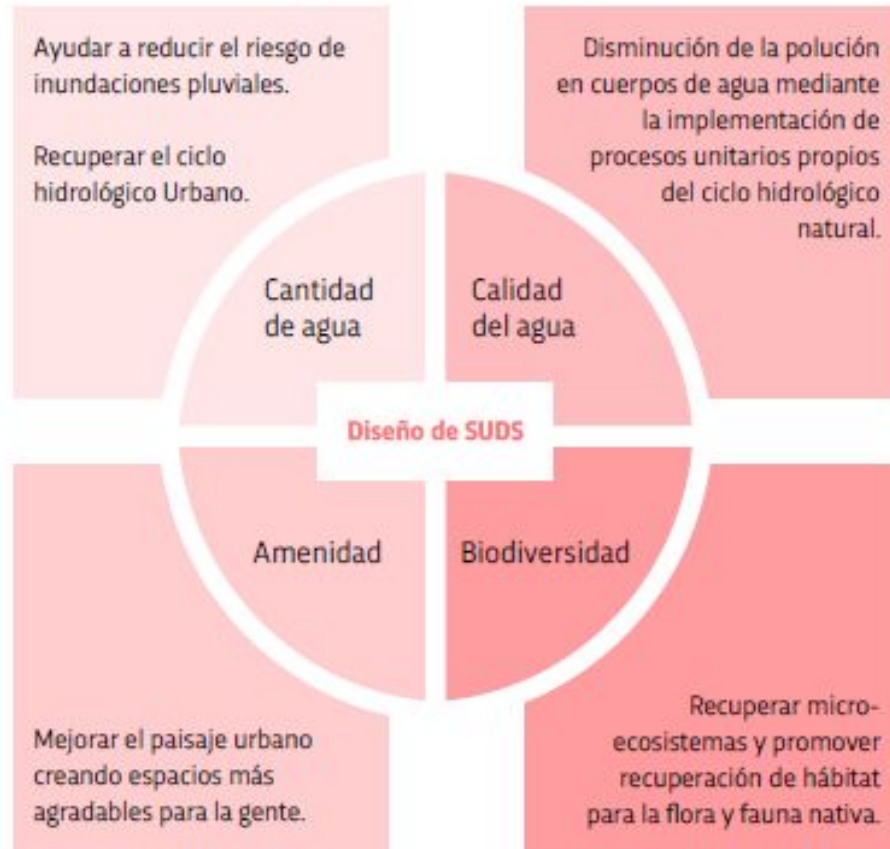 Ayudar a reducir el riesgo de
inundaciones pluviales.
Recuperar el ciclo
hidrológico Urbano.
Disminución de la polución
en cuerpos de agua mediante
la implementación de
procesos unitarios propios
del ciclo hidrológico
natural.
Cantidad
de agua
Calidad
del agua
Diseño de SUDS
Amenidad
Biodiversidad
Mejorar el paisaje urbano
creando espacios más
agradables para la gente.
Recuperar micro-
ecosistemas y promover
recuperación de hábitat
para la flora y fauna nativa.